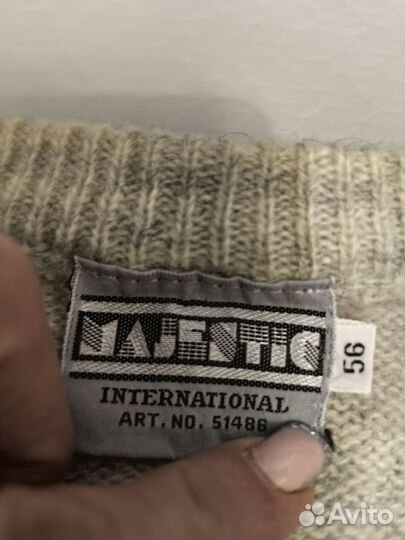 MAJESTIC
INTERNATIONAL
ART. NO. 51486
56
Avito